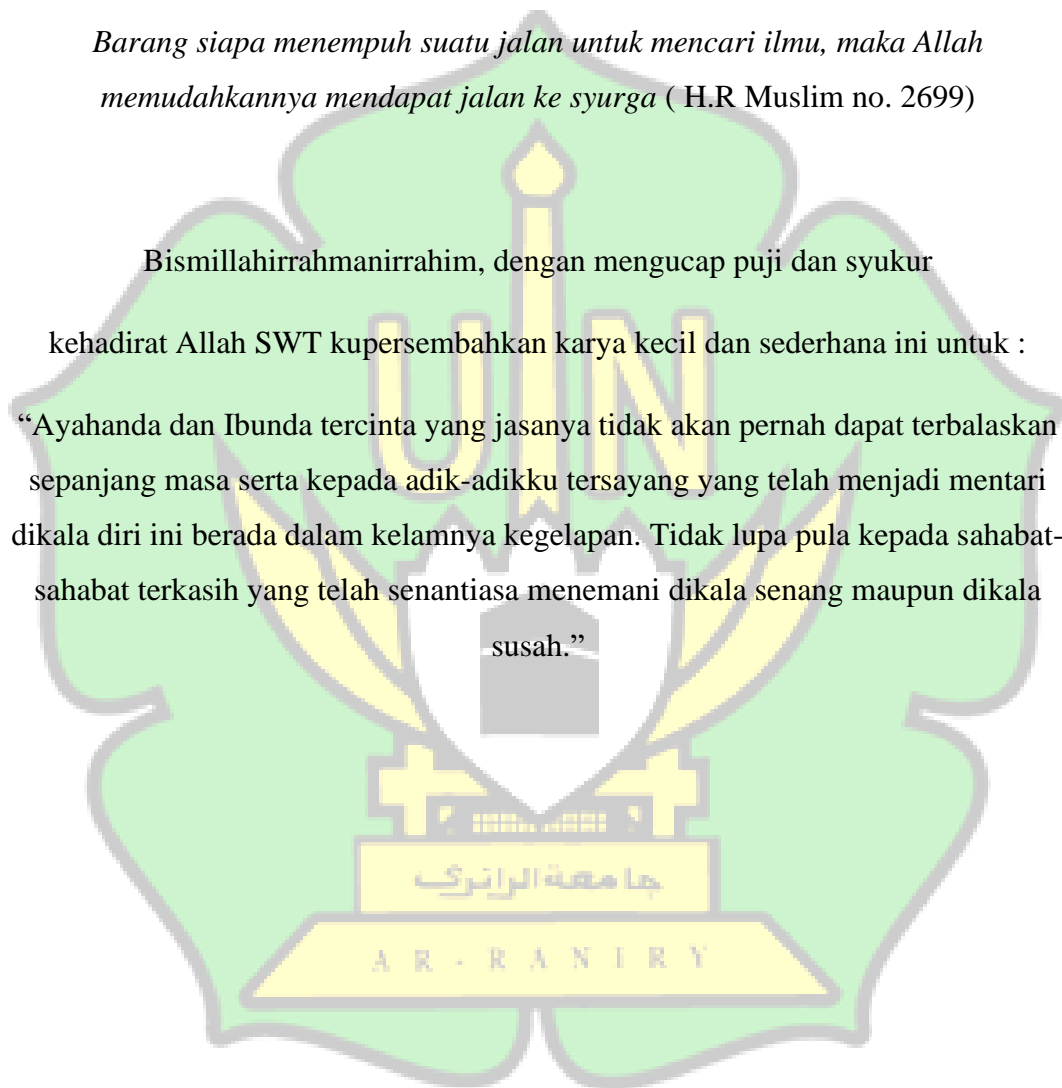 Barang siapa menempuh suatu jalan untuk mencari ilmu, maka Allah
memudahkannya mendapat jalan ke syurga ( H.R Muslim no. 2699)
Bismillahirrahmanirrahim, dengan mengucap puji dan syukur
kehadirat Allah SWT kupersembahkan karya kecil dan sederhana ini untuk :
“Ayahanda dan Ibunda tercinta yang jasanya tidak akan pernah dapat terbalaskan
sepanjang masa serta kepada adik-adikku tersayang yang telah menjadi mentari
dikala diri ini berada dalam kelamnya kegelapan. Tidak lupa pula kepada sahabat-
sahabat terkasih yang telah senantiasa menemani dikala senang maupun dikala
susah.”
UIN
جامعة الرانري
AR-RANIRY